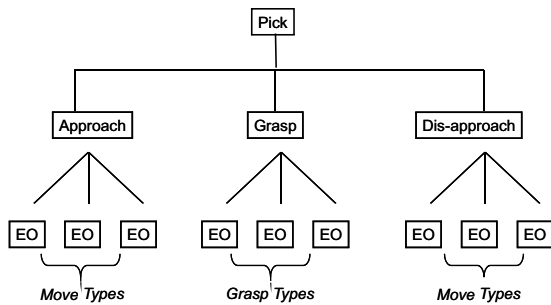 Pick
Approach
Grasp
Dis-approach
EO EO EO EO EO EO EO EO EO
Move Types Grasp Types Move Types